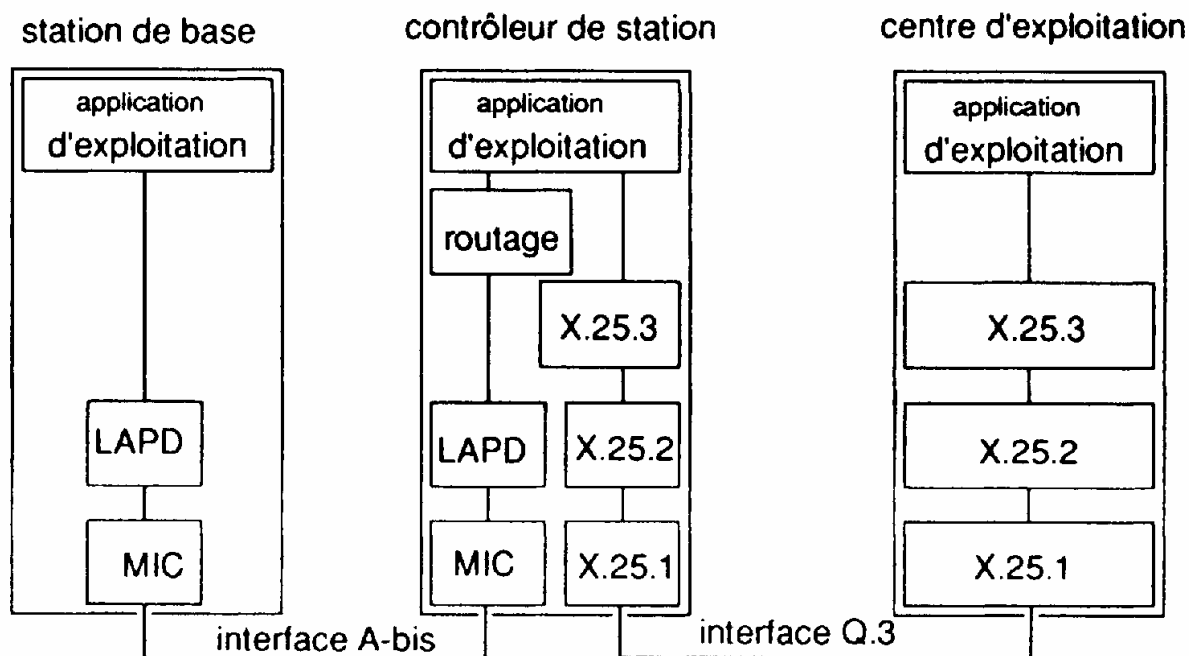 station de base
application
d'exploitation
LAPD
MIC
contrôleur de station
application
d'exploitation
routage
X.25.3
LAPD
X.25.2
MIC
X.25.1
centre d'exploitation
application
d'exploitation
X.25.3
X.25.2
X.25.1
interface A-bis
interface Q.3